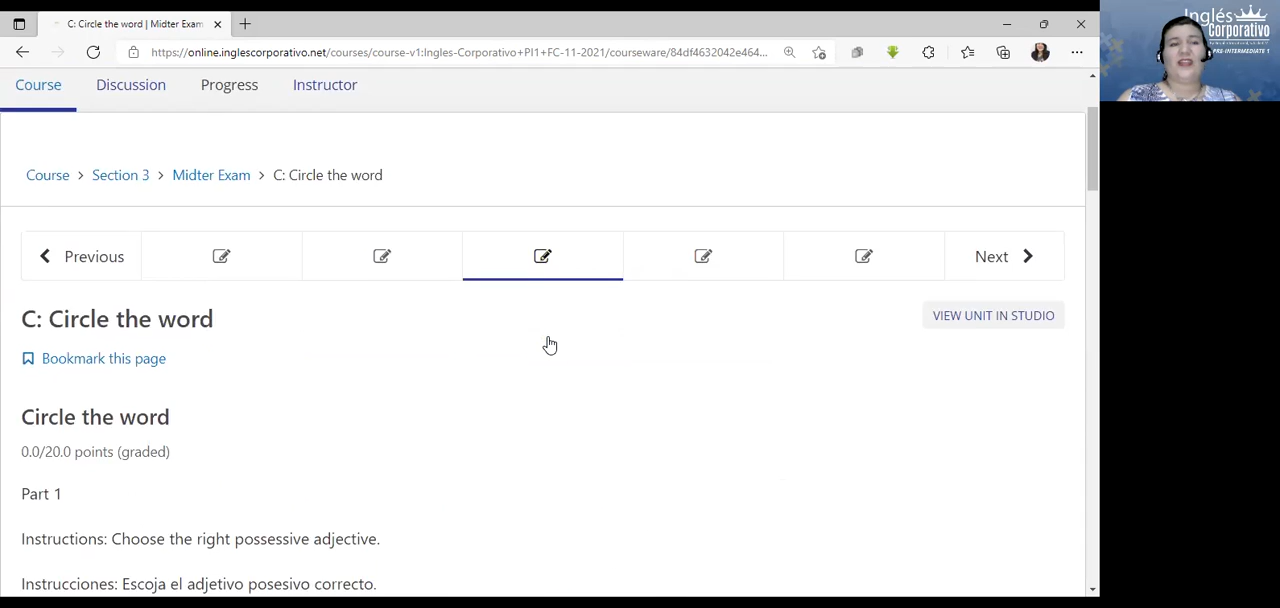 C: Circle the word | Midter Exam
https://online.inglescorporativo.net/courses/course-v1:Ingles-Corporativo+PI1+FC-11-2021/courseware/84df4632042e464...
Course Discussion Progress Instructor
Course > Section 3 > Midter Exam > C: Circle the word
Previous
Next
C: Circle the word
VIEW UNIT IN STUDIO
Bookmark this page
Circle the word
0.0/20.0 points (graded)
Part 1
Instructions: Choose the right possessive adjective.
Instrucciones: Escoja el adjetivo posesivo correcto.
Inglés
Corporativo
PRE-INTERMEDIATE 1